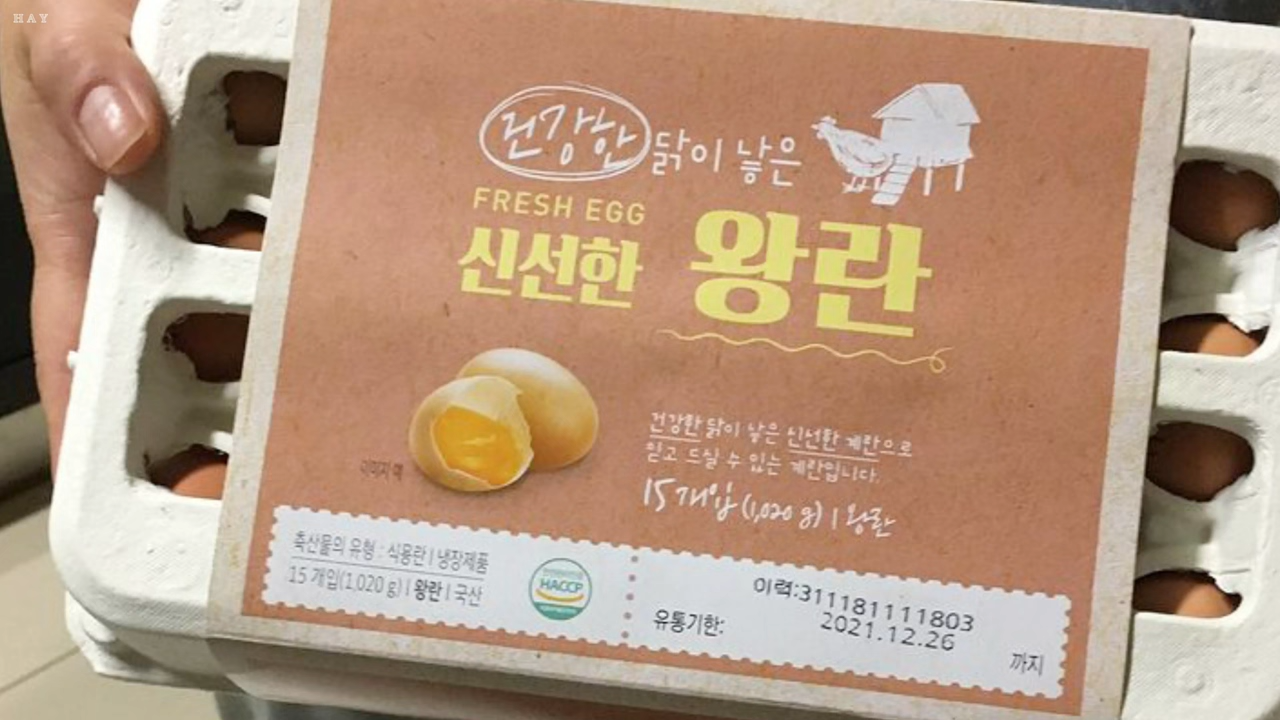 HAY
건강한 닭이 낳은
FRESH EGG
신선한 왕란
건강한 닭이 낳은 신선한 계란으로
믿고 드실 수 있는 계란입니다.
15개입(1,020 g) | 왕란
이미지 예
축산물의 유형 : 식용란 | 냉장제품
15 개입(1,020 g) | 왕란 | 국산
HACCP
이력:311181111803
유통기한: 2021.12.26 까지